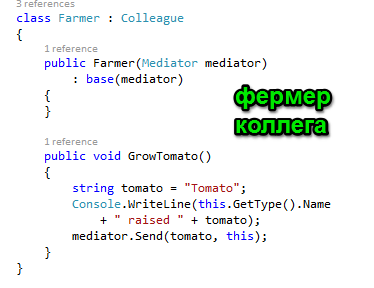 3 references
class Farmer : Colleague
{
1 reference
public Farmer(Mediator mediator)
: base(mediator)
{
}
фермер
коллега
1 reference
public void GrowTomato()
{
string tomato = "Tomato";
Console.WriteLine(this.GetType().Name
+ " raised " + tomato);
mediator.Send(tomato, this);
}
}